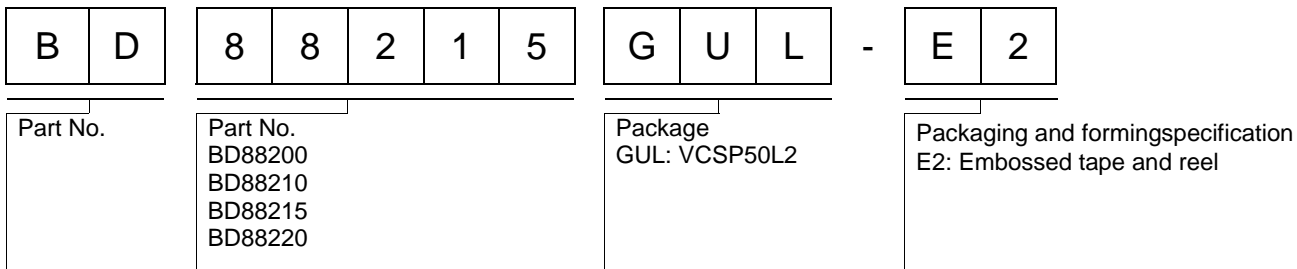 B D 8 8 2 1 5 G U L - E 2
Part No.
Part No.
BD88200
BD88210
BD88215
BD88220
Package
GUL: VCSP50L2
Packaging and formingspecification
E2: Embossed tape and reel